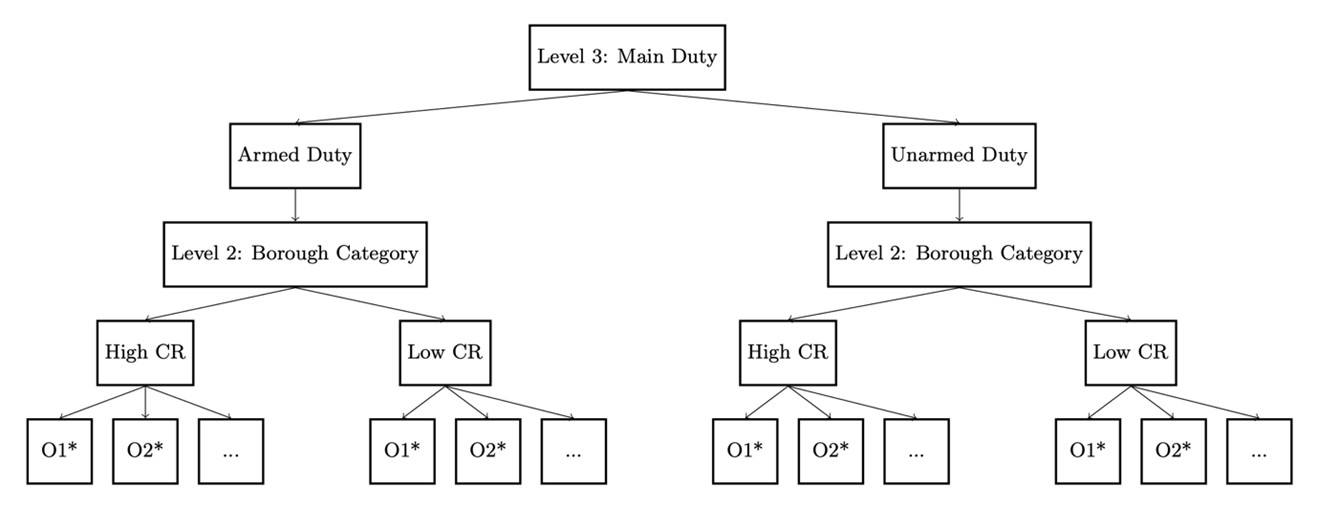 Level 3: Main Duty
Armed Duty
Unarmed Duty
Level 2: Borough Category
Level 2: Borough Category
High CR
Low CR
High CR
Low CR
O1*
O2*
...
O1*
O2*
...
O1*
O2*
...
O1*
O2*
...